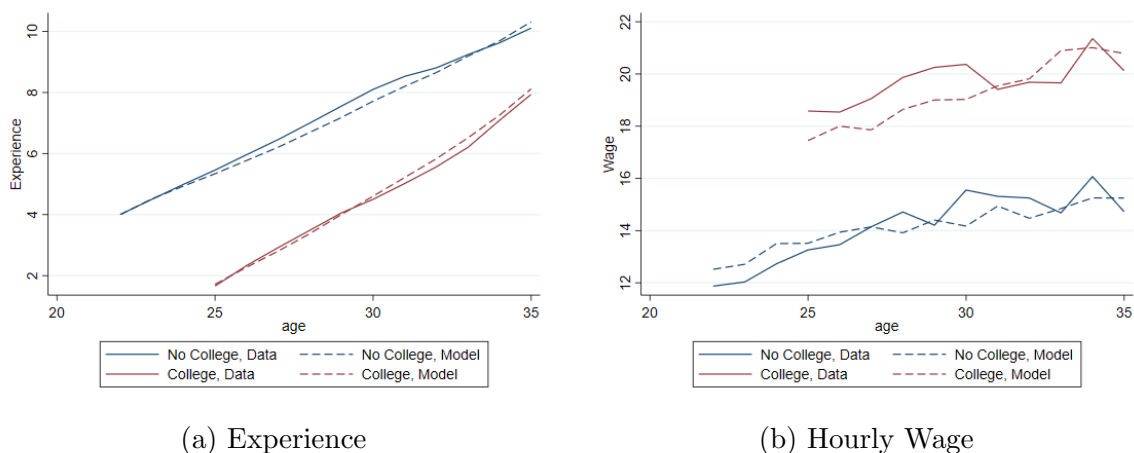 10
8
6
4
2
Experience
20
25
30
35
age
No College, Data
No College, Model
College, Data
College, Model
(a) Experience
22
20
18
16
14
12
Wage
20
25
30
35
age
No College, Data
No College, Model
College, Data
College, Model
(b) Hourly Wage